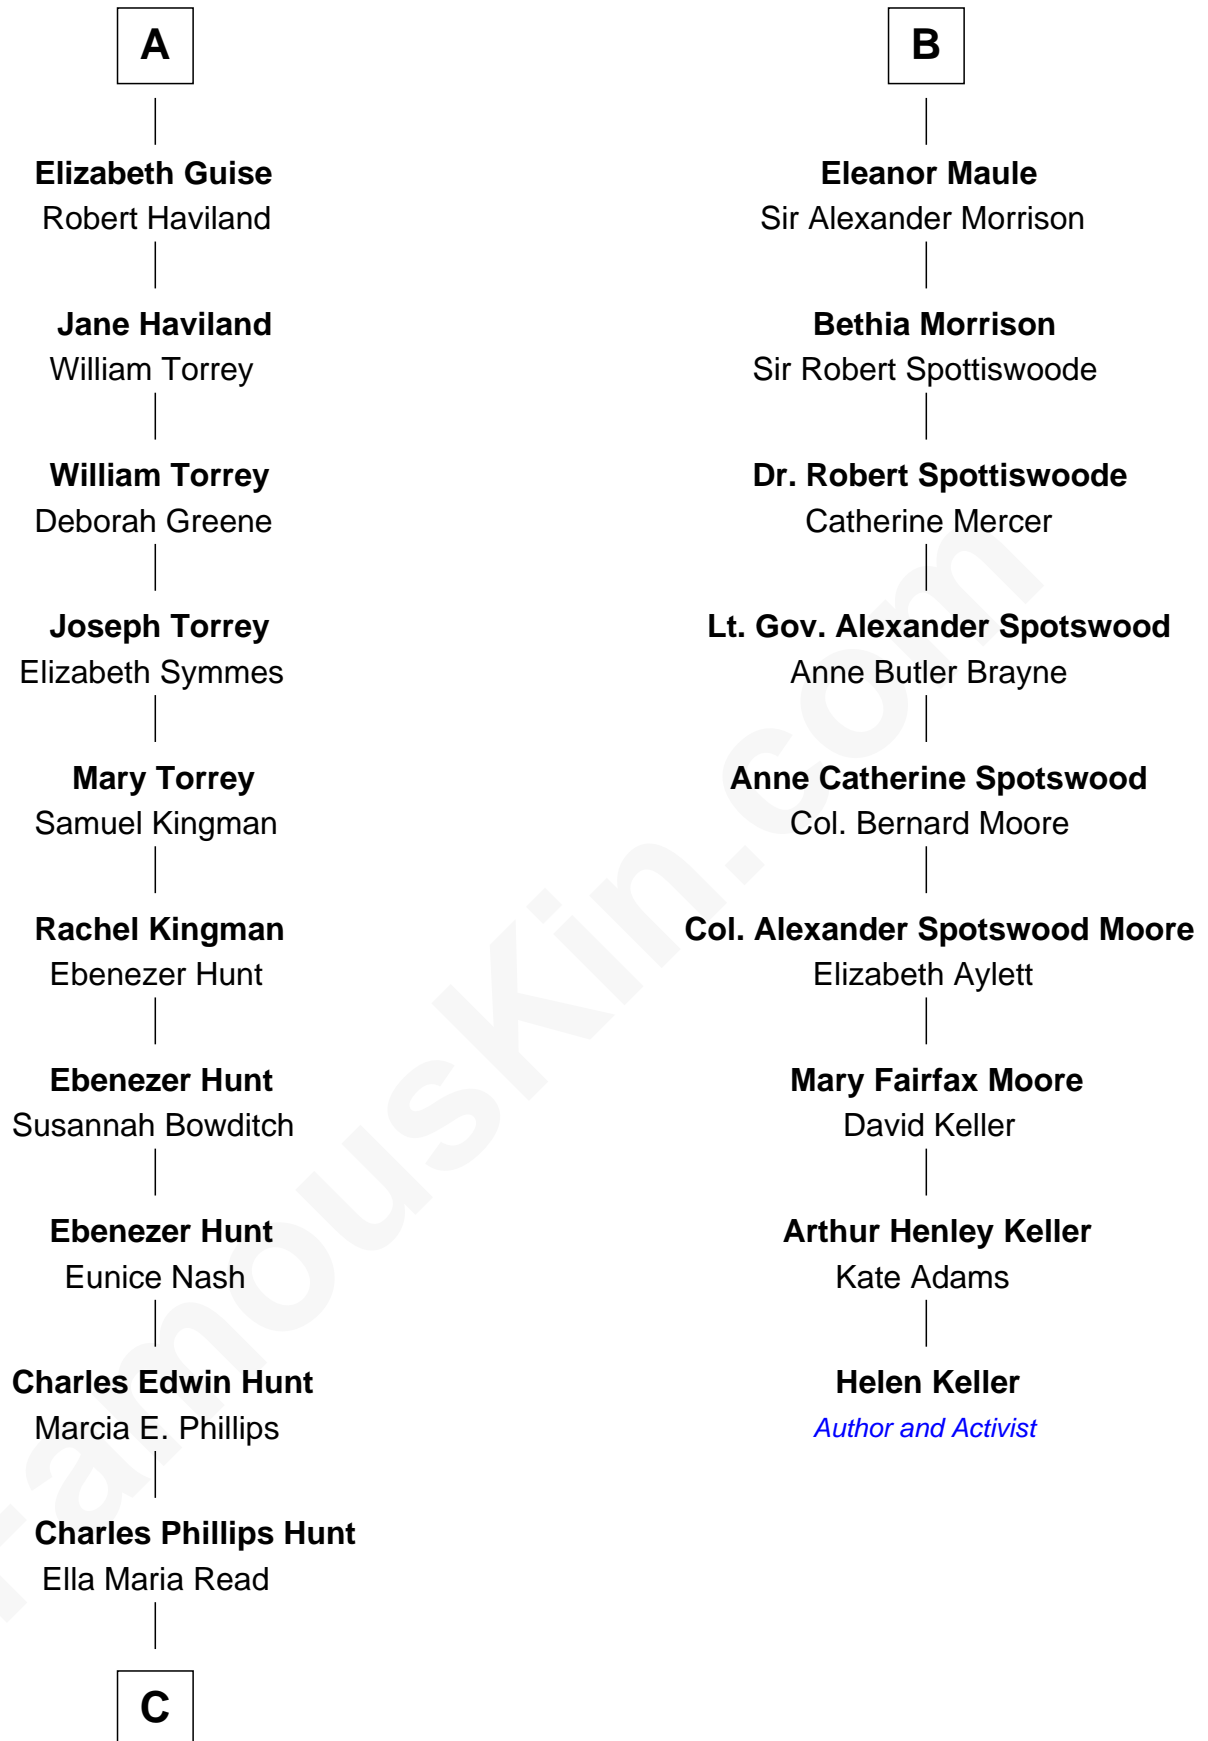 A
Elizabeth Guise
Robert Haviland
Jane Haviland
William Torrey
William Torrey
Deborah Greene
Joseph Torrey
Elizabeth Symmes
Mary Torrey
Samuel Kingman
Rachel Kingman
Ebenezer Hunt
Ebenezer Hunt
Susannah Bowditch
Ebenezer Hunt
Eunice Nash
Charles Edwin Hunt
Marcia E. Phillips
Charles Phillips Hunt
Ella Maria Read
C
B
Eleanor Maule
Sir Alexander Morrison
Bethia Morrison
Sir Robert Spottiswoode
Dr. Robert Spottiswoode
Catherine Mercer
Lt. Gov. Alexander Spotswood
Anne Butler Brayne
Anne Catherine Spotswood
Col. Bernard Moore
Col. Alexander Spotswood Moore
Elizabeth Aylett
Mary Fairfax Moore
David Keller
Arthur Henley Keller
Kate Adams
Helen Keller
Author and Activist
FamousKin.com